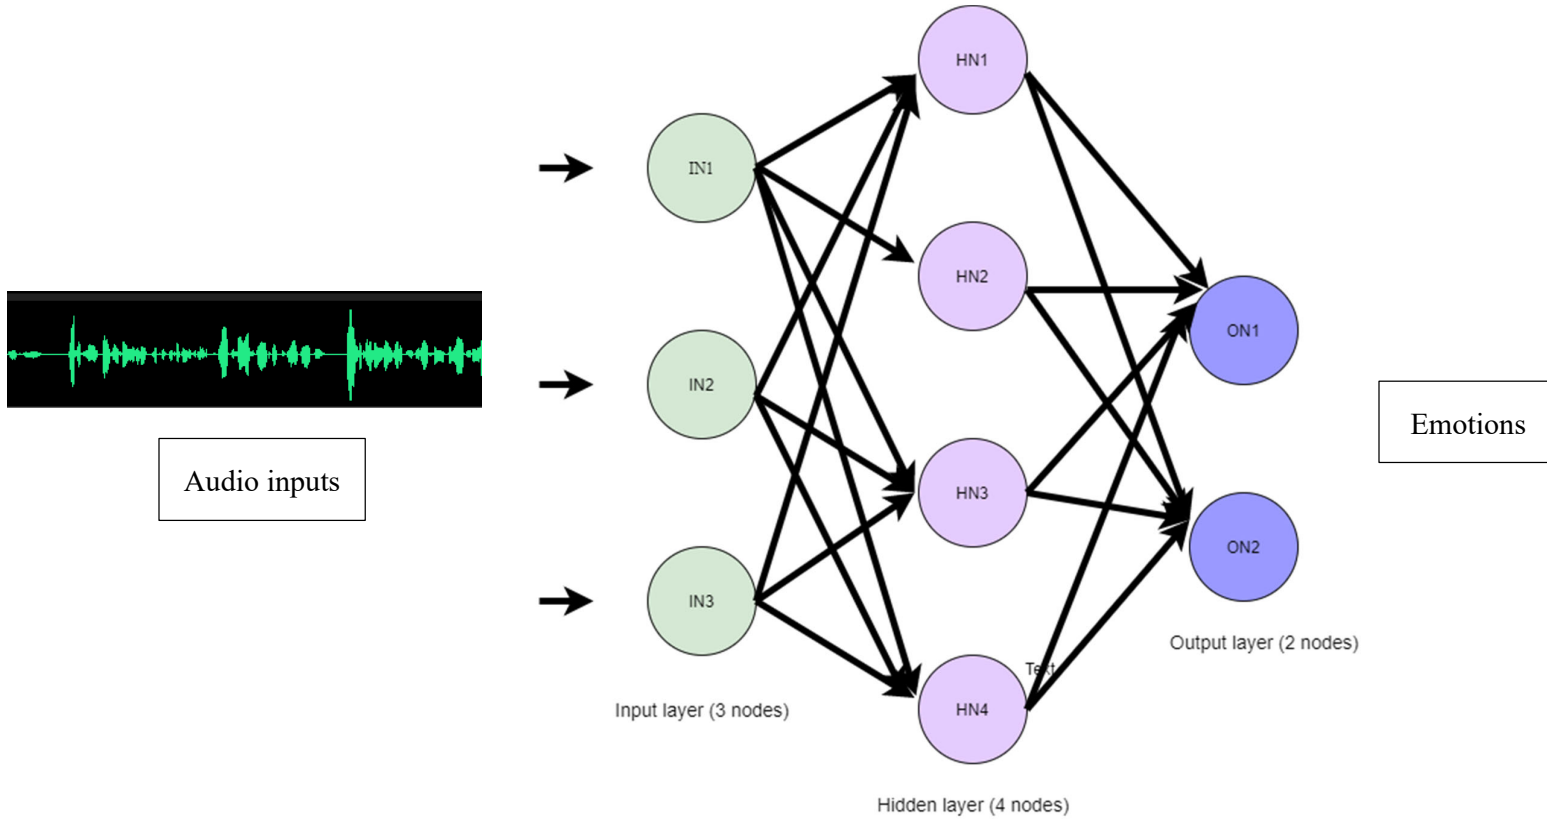 HN1
IN1
HN2
ON1
IN2
Emotions
Audio inputs
HN3
ON2
IN3
Output layer (2 nodes)
Text
Input layer (3 nodes)
HN4
Hidden layer (4 nodes)